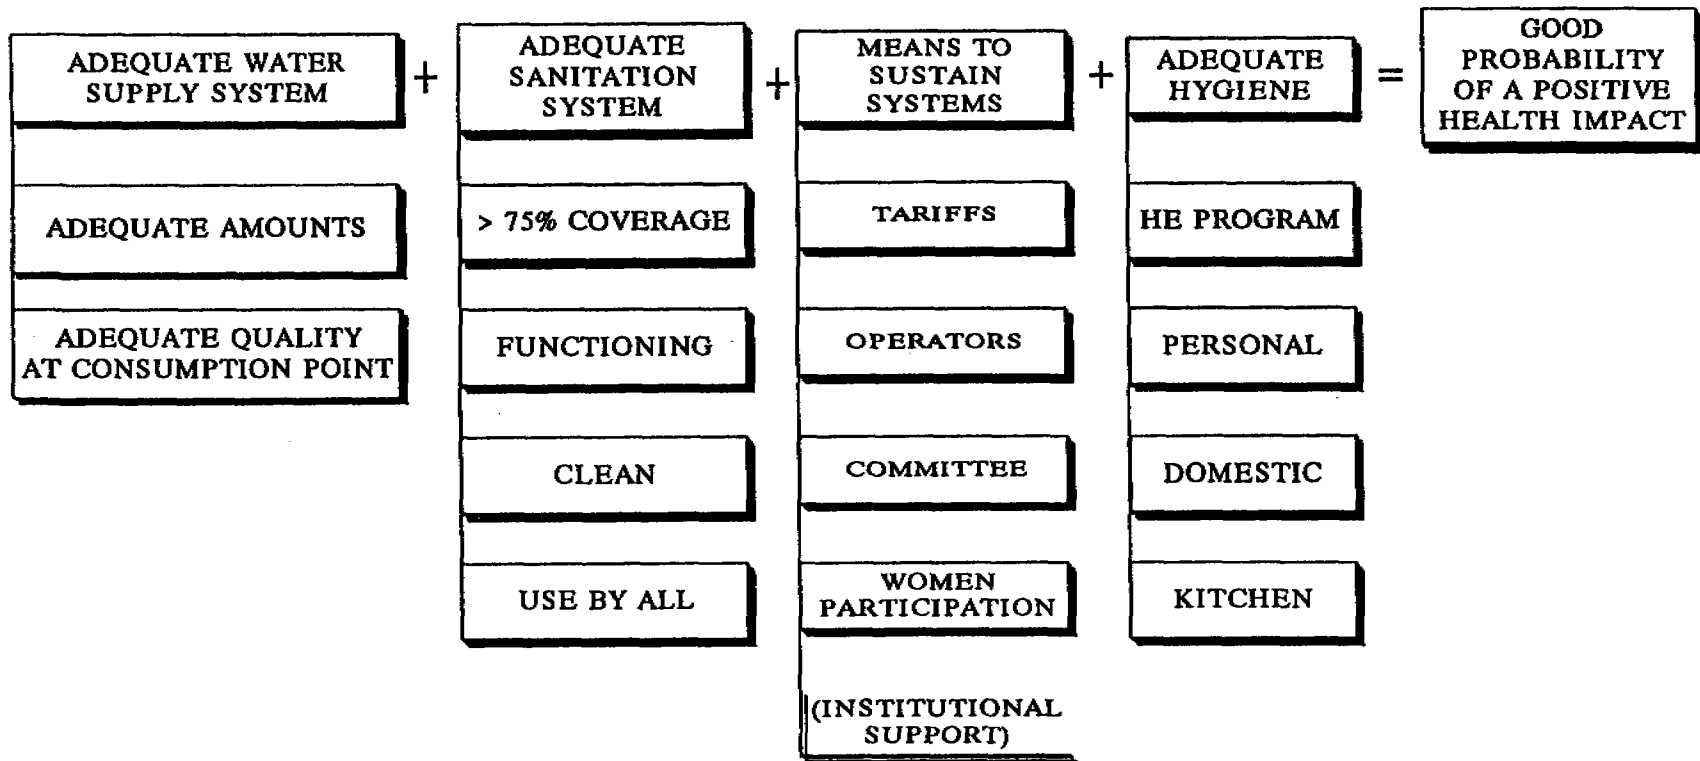 ADEQUATE WATER
SUPPLY SYSTEM
+
ADEQUATE
SANITATION
SYSTEM
+
MEANS TO
SUSTAIN
SYSTEMS
+
ADEQUATE
HYGIENE
=
GOOD
PROBABILITY
OF A POSITIVE
HEALTH IMPACT
ADEQUATE AMOUNTS
ADEQUATE QUALITY
AT CONSUMPTION POINT
> 75% COVERAGE
FUNCTIONING
CLEAN
USE BY ALL
TARIFFS
OPERATORS
COMMITTEE
WOMEN
PARTICIPATION
(INSTITUTIONAL
SUPPORT)
HE PROGRAM
PERSONAL
DOMESTIC
KITCHEN